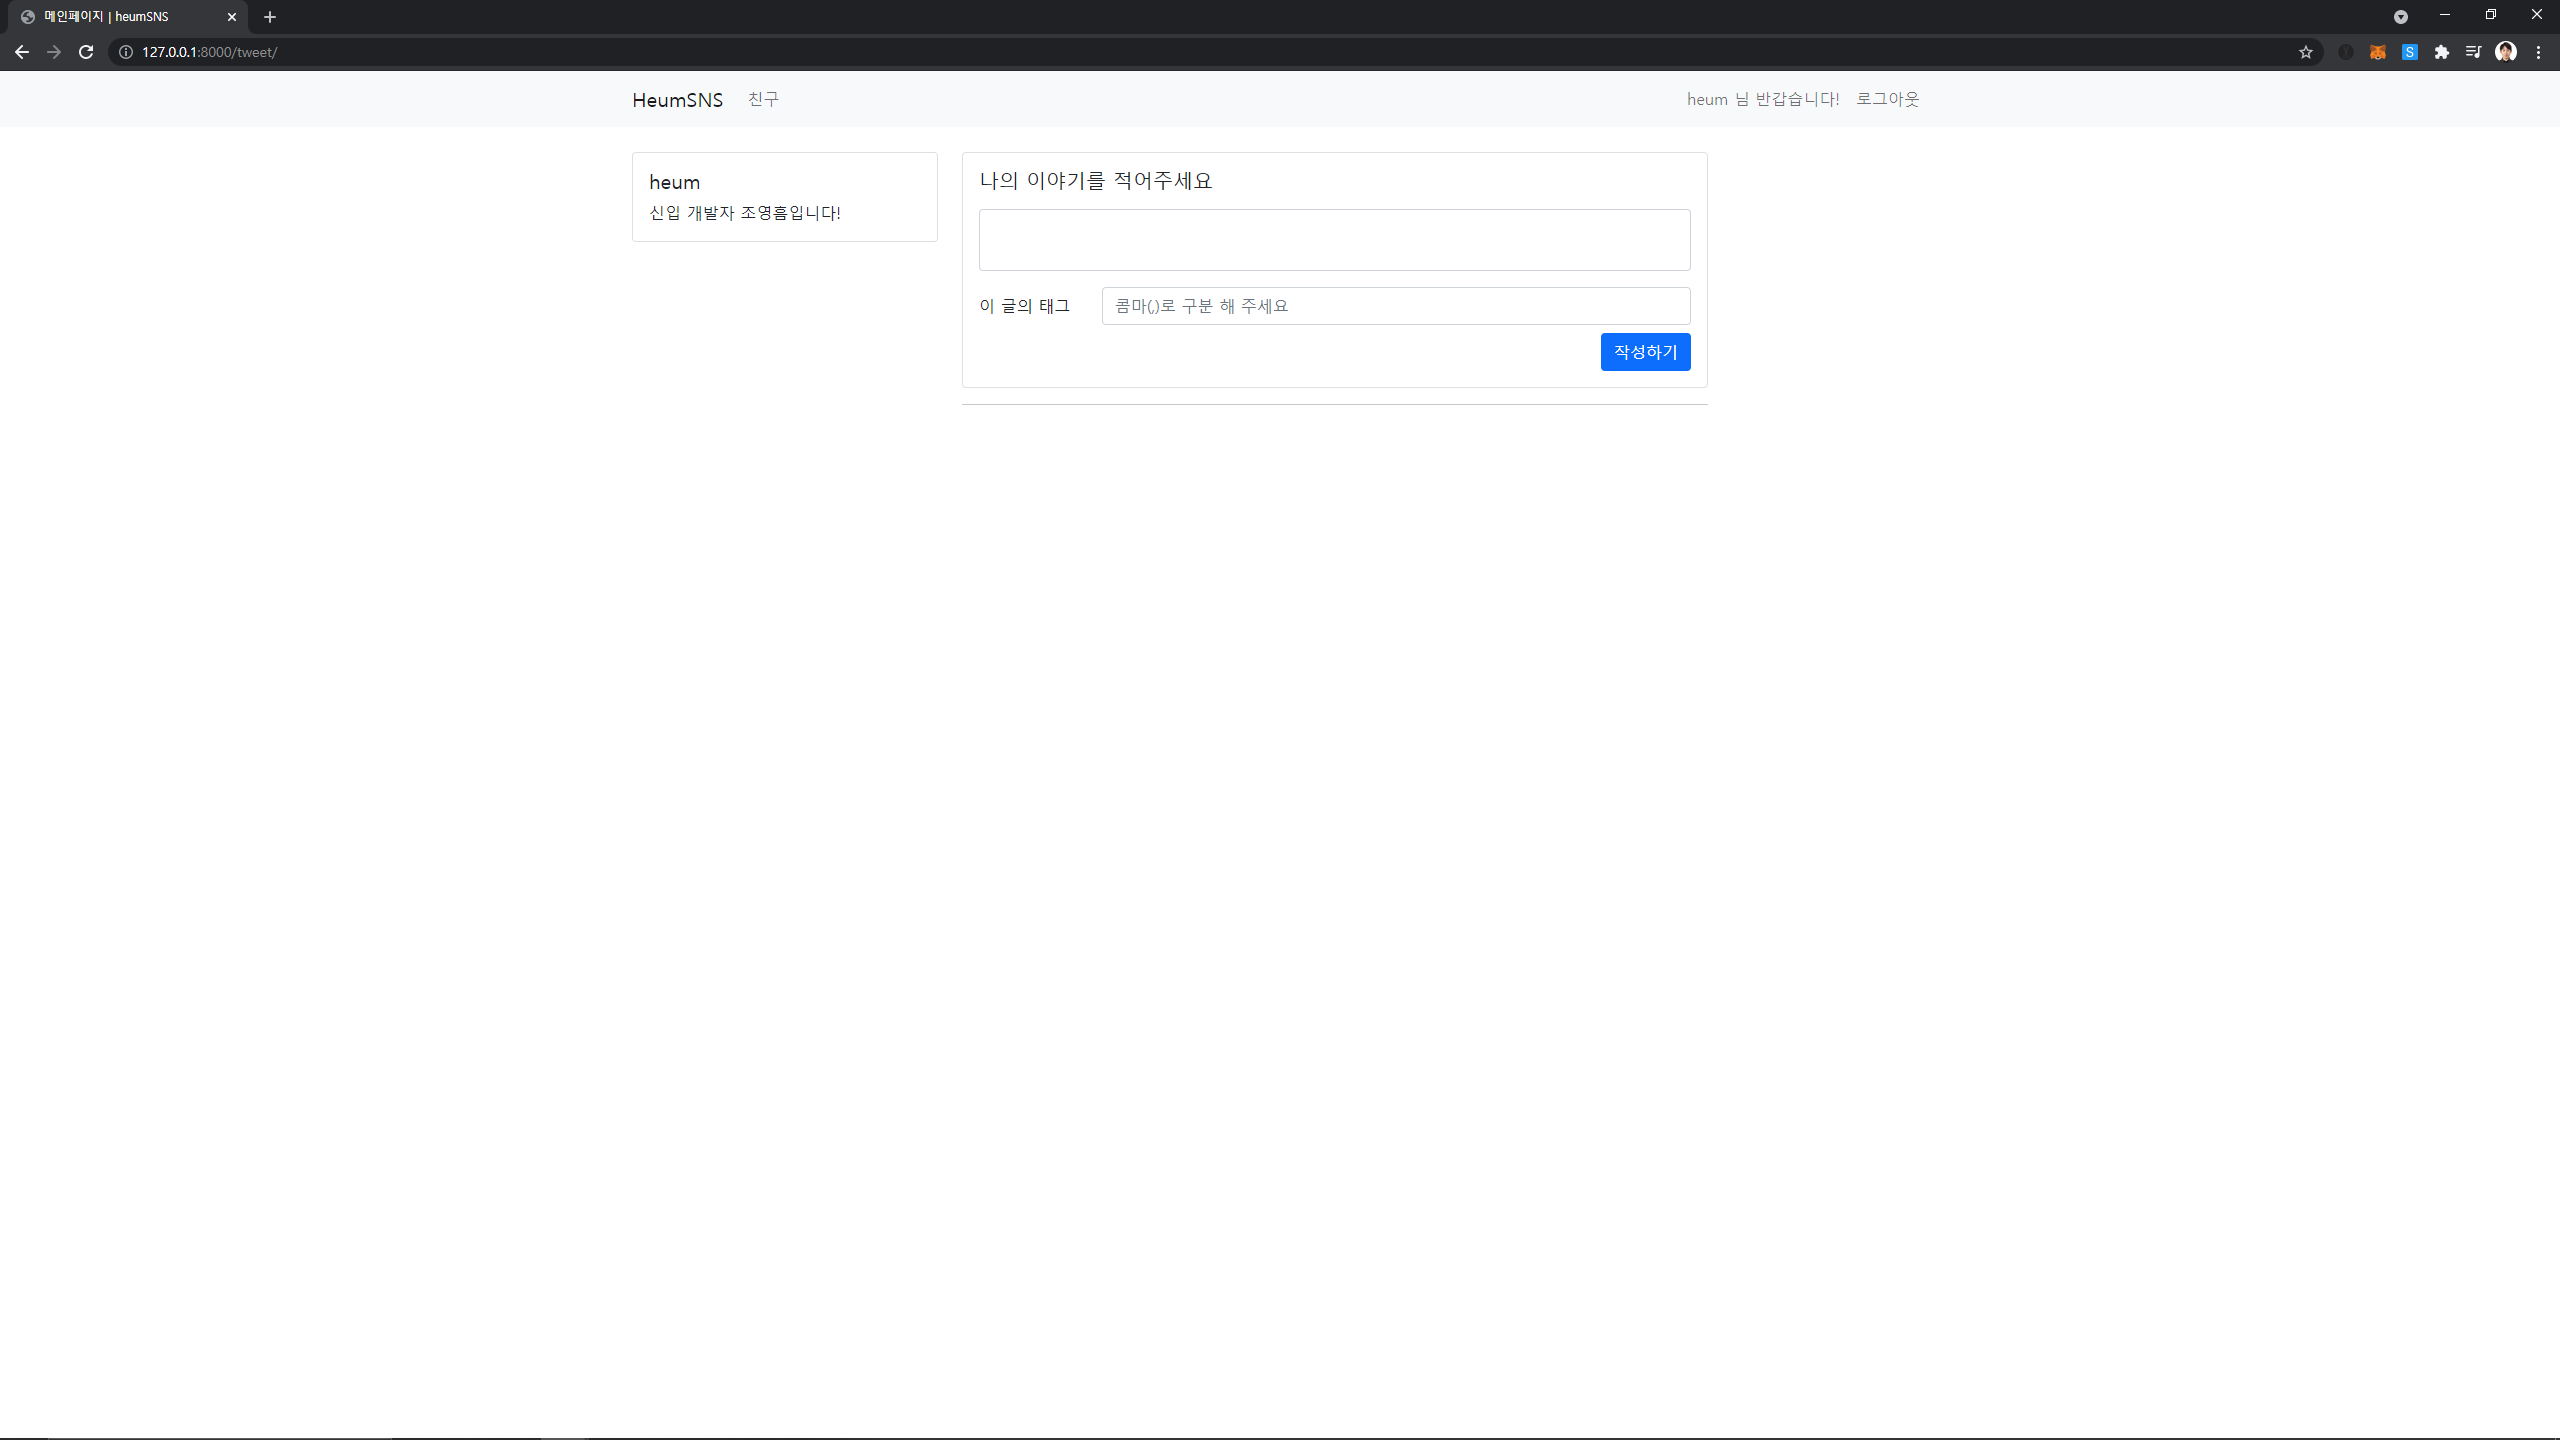 메인페이지 | heumSNS
127.0.0.1:8000/tweet/
S
HeumSNS 친구 heum 님 반갑습니다! 로그아웃
heum
신입 개발자 조영흠입니다!
나의 이야기를 적어주세요
이 글의 태그 콤마(,)로 구분 해 주세요
작성하기